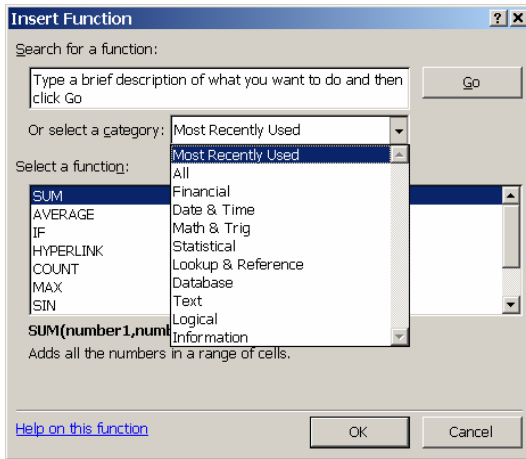 Insert Function
Search for a function:
Type a brief description of what you want to do and then
click Go
Go
Or select a category: Most Recently Used
Most Recently Used
All
Financial
Date & Time
Math & Trig
Statistical
Lookup & Reference
Database
Text
Logical
Information
Select a function:
SUM
AVERAGE
IF
HYPERLINK
COUNT
MAX
SIN
SUM(number1,numb
Adds all the numbers in a range of cells.
Help on this function
OK
Cancel